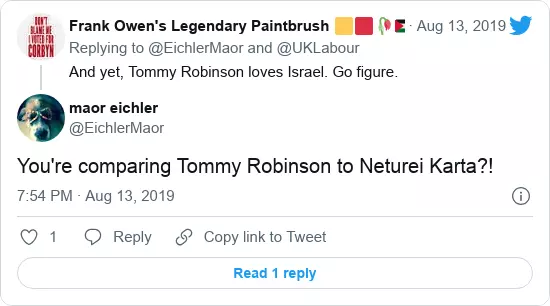 DON'T
BLAME ME
I VOTED
FOR
CORBYN
Frank Owen's Legendary Paintbrush 🟨🟥🥀🇵🇸 · Aug 13, 2019
Replying to @EichlerMaor and @UKLabour
And yet, Tommy Robinson loves Israel. Go figure.
maor eichler
@EichlerMaor
You're comparing Tommy Robinson to Neturei Karta?!
7:54 PM · Aug 13, 2019
1 Reply Copy link to Tweet
Read 1 reply